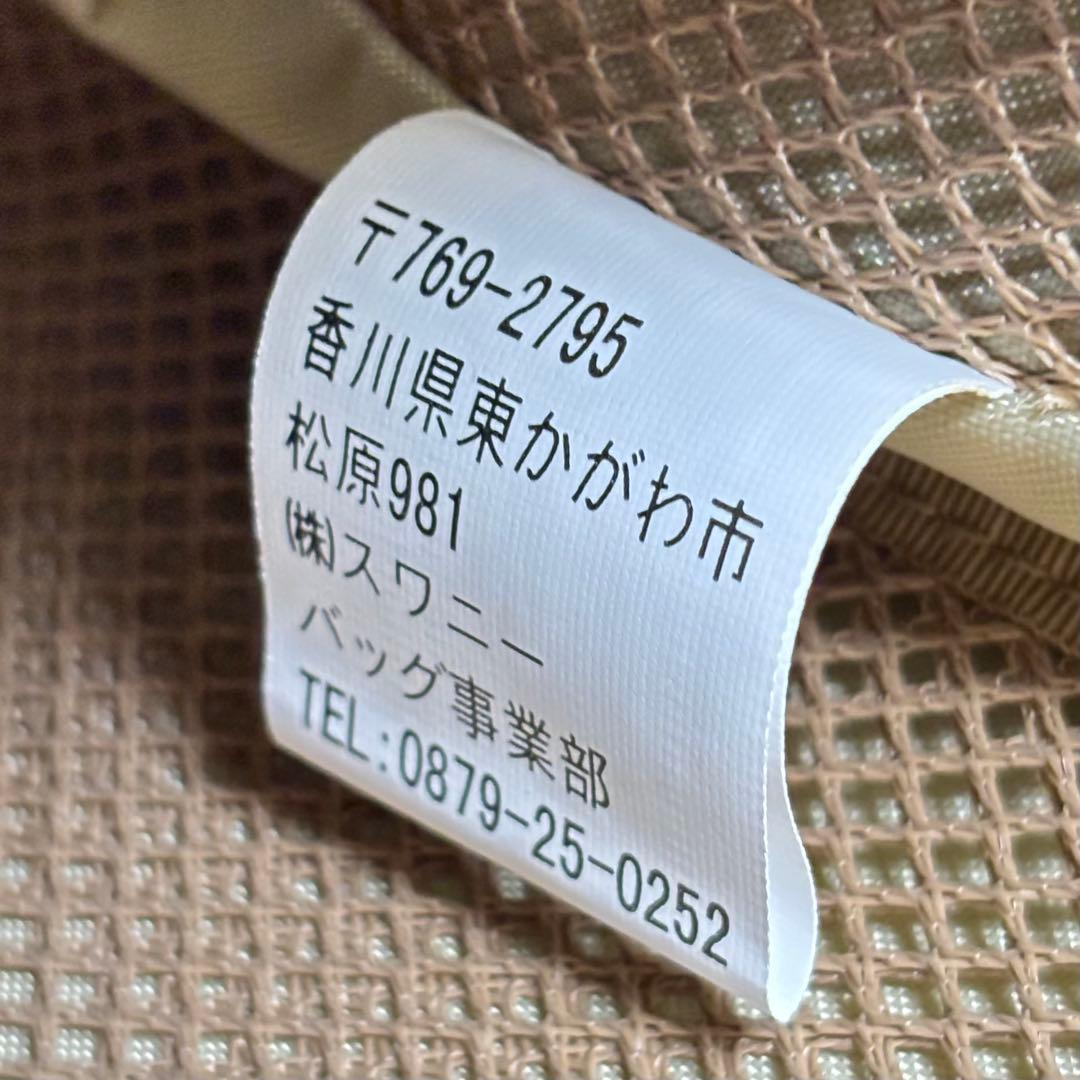 〒769-2795
香川県東かがわ市
松原981
(株)スワニー
バッグ事業部
TEL:0879-25-0252